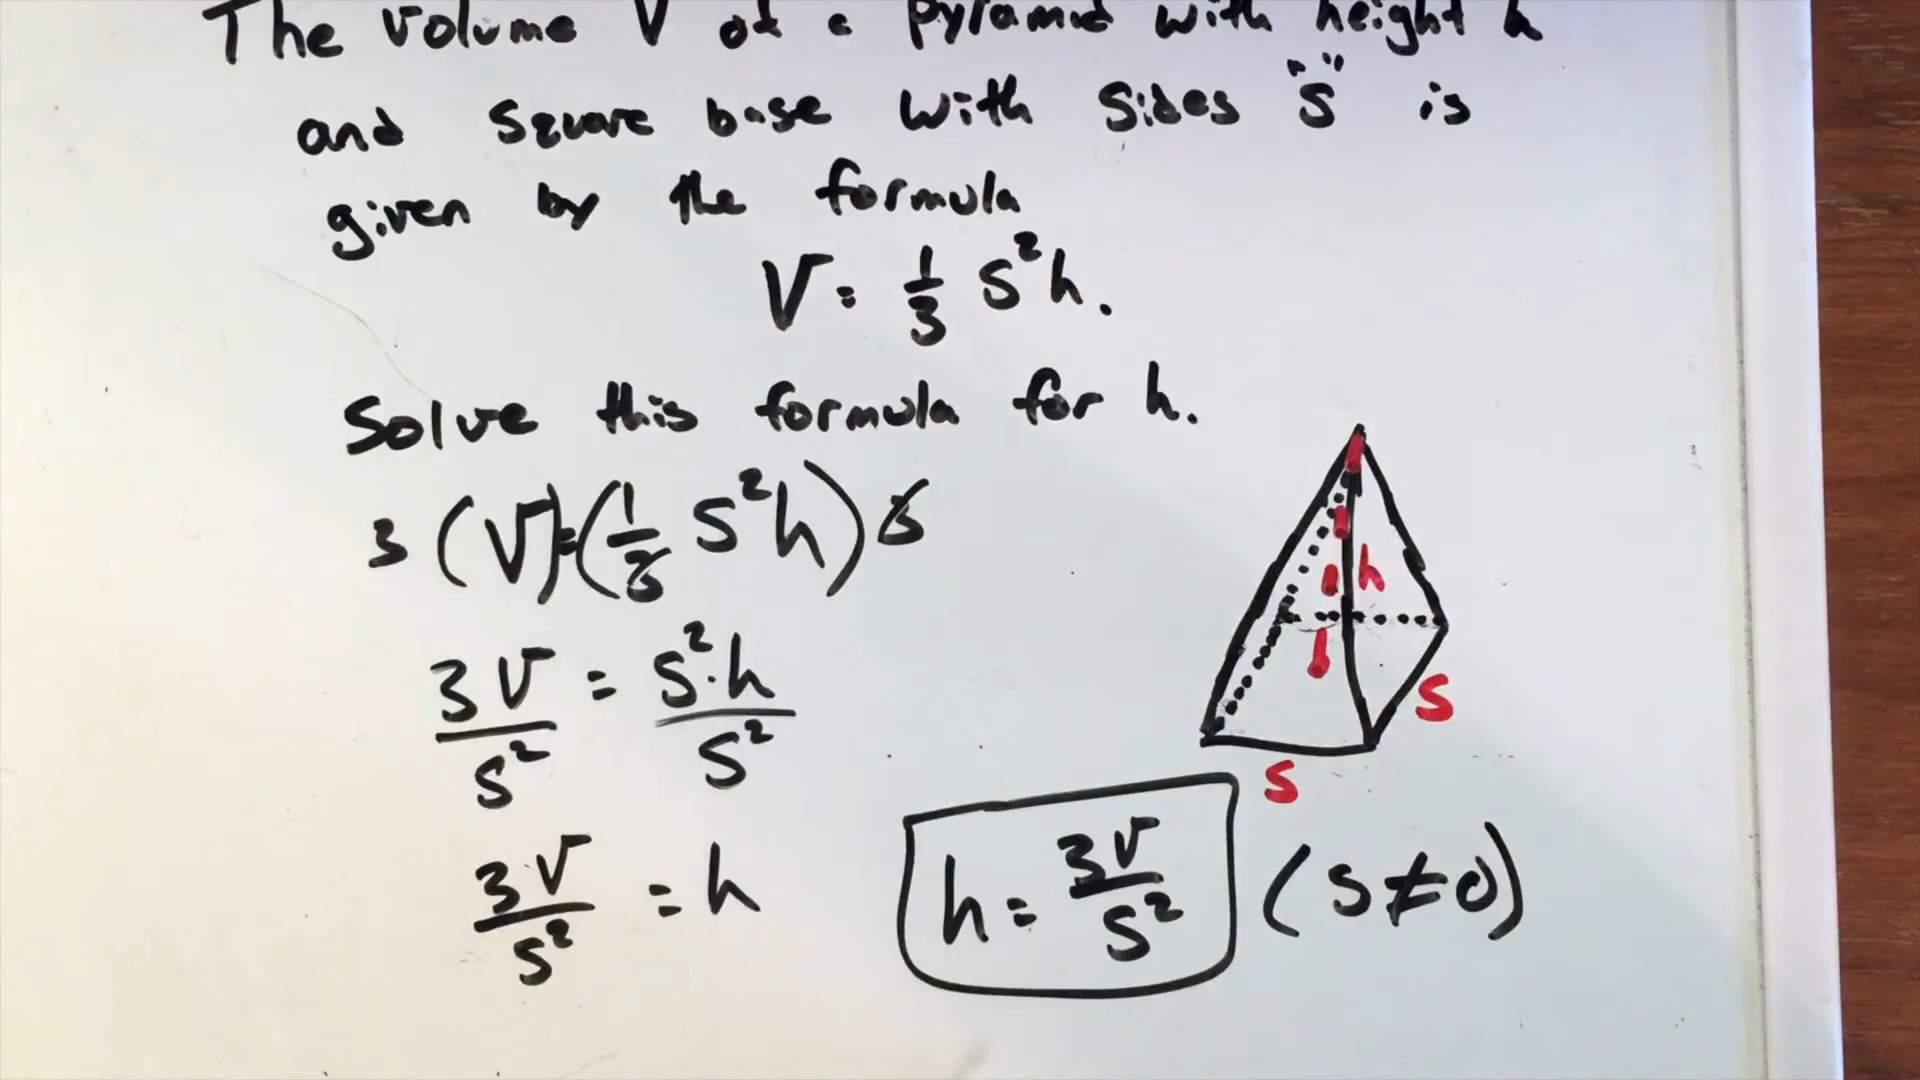 The volume V of a pyramid with height h
and square base with sides "s" is
given by the formula
V = 1/3 s²h.
Solve this formula for h.
3 (V) = (1/3 s²h) 3
3V/s² = s²·h/s²
3V/s² = h
h = 3V/s² (s≠0)
h
s
s